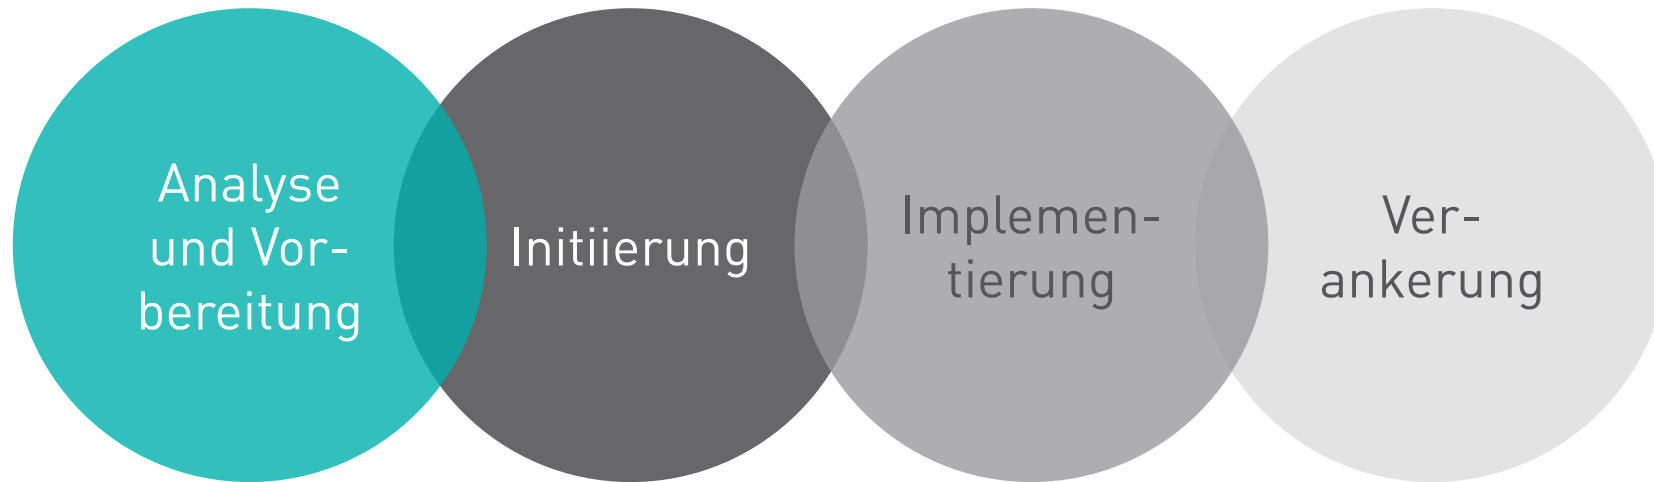 Analyse
und Vor-
bereitung
Initiierung
Implemen-
tierung
Ver-
ankerung